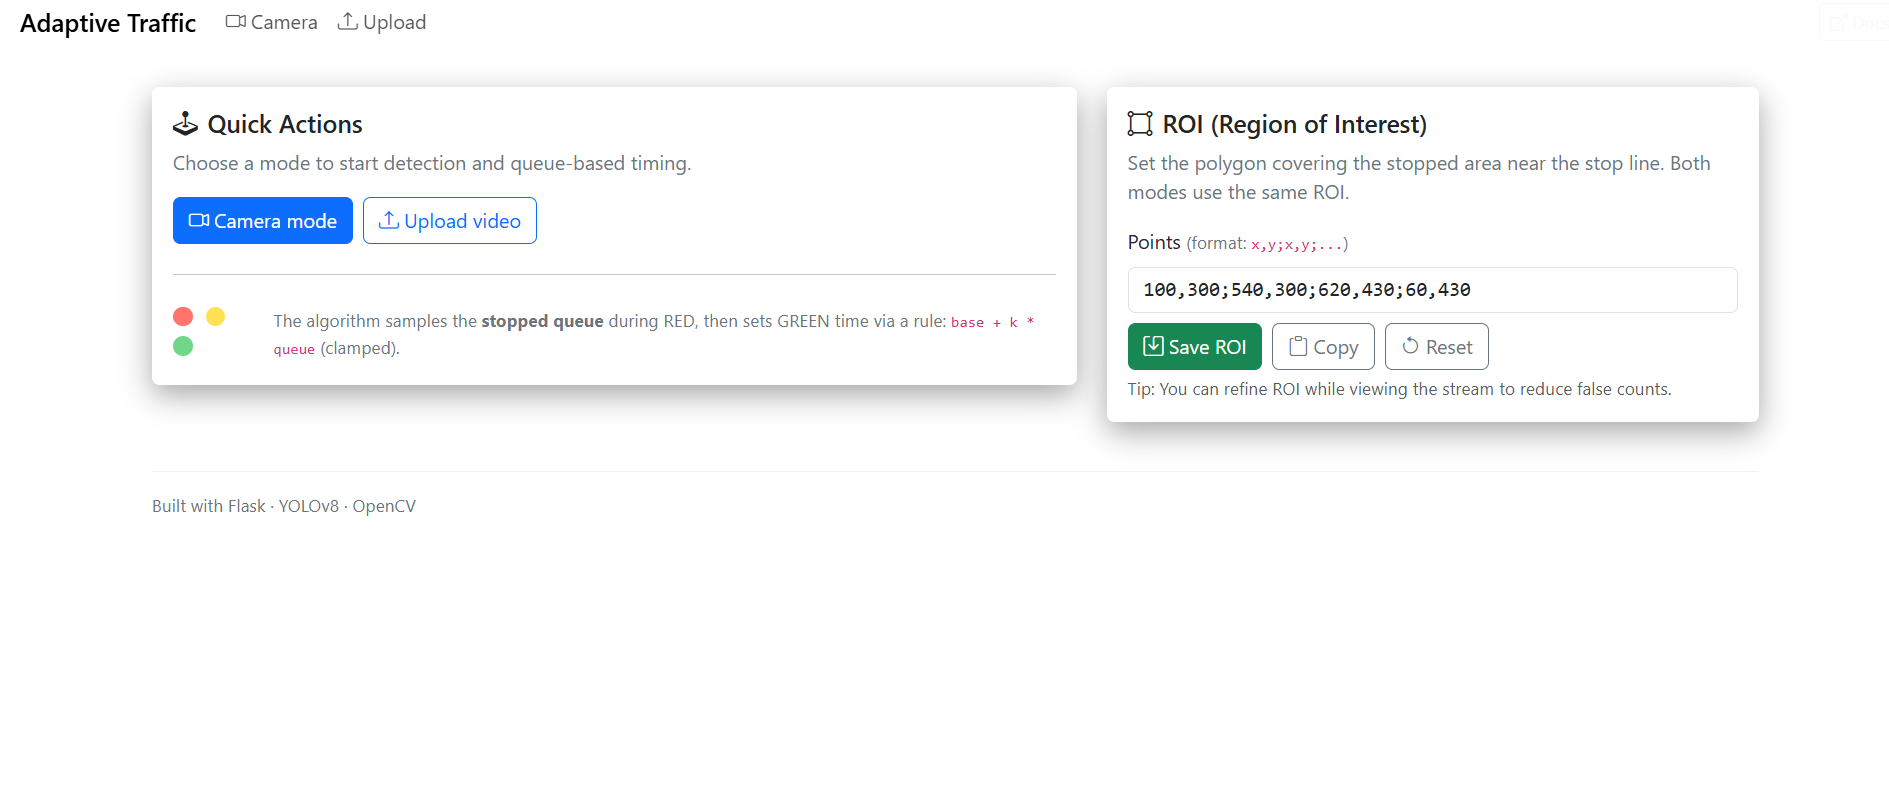 Adaptive Traffic
Camera
Upload
Docs
Quick Actions
Choose a mode to start detection and queue-based timing.
Camera mode
Upload video
The algorithm samples the stopped queue during RED, then sets GREEN time via a rule: base + k *
queue (clamped).
ROI (Region of Interest)
Set the polygon covering the stopped area near the stop line. Both
modes use the same ROI.
Points (format: x,y;x,y;...)
100,300;540,300;620,430;60,430
Save ROI
Copy
Reset
Tip: You can refine ROI while viewing the stream to reduce false counts.
Built with Flask · YOLOv8 · OpenCV